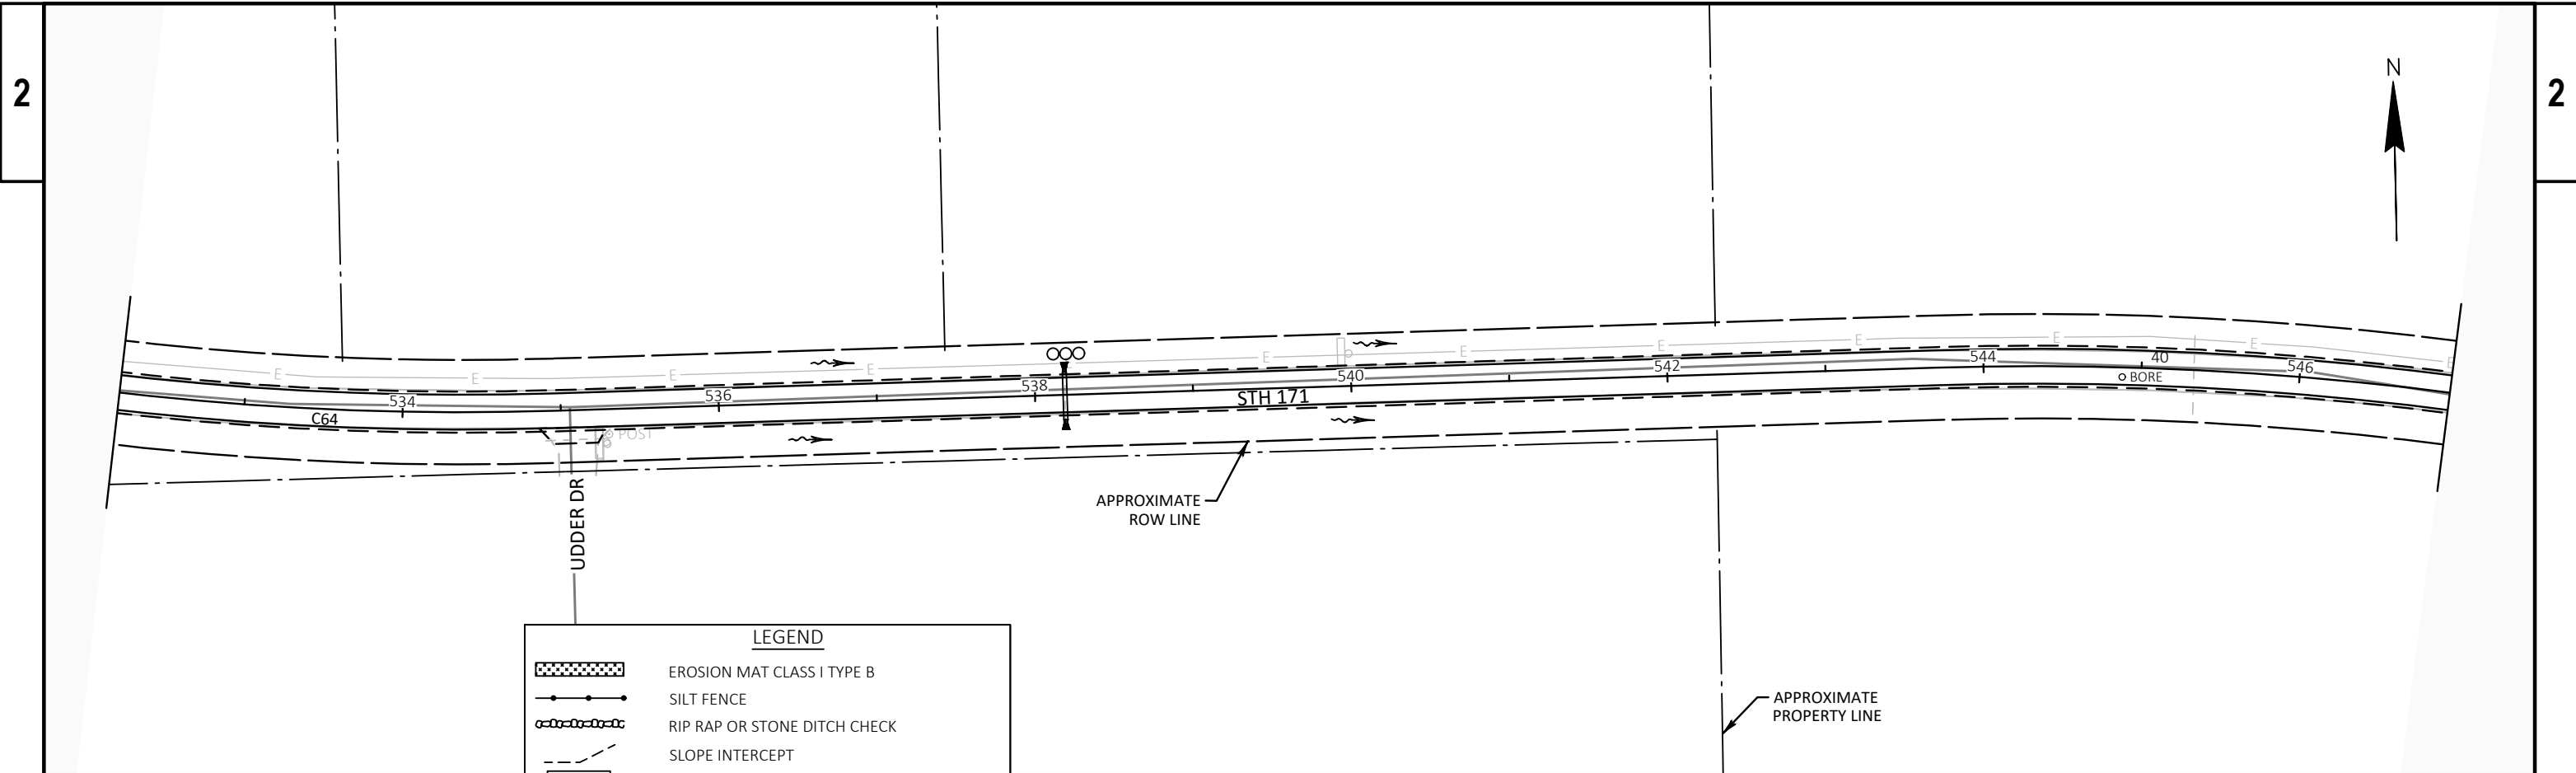 2
2
N
E
E
E
E
E
E
E
E
E
E
E
534
536
538
540
542
544
40
546
C64
STH 171
BORE
POST
UDDER DR
APPROXIMATE
ROW LINE
LEGEND
EROSION MAT CLASS I TYPE B
SILT FENCE
RIP RAP OR STONE DITCH CHECK
SLOPE INTERCEPT
APPROXIMATE
PROPERTY LINE